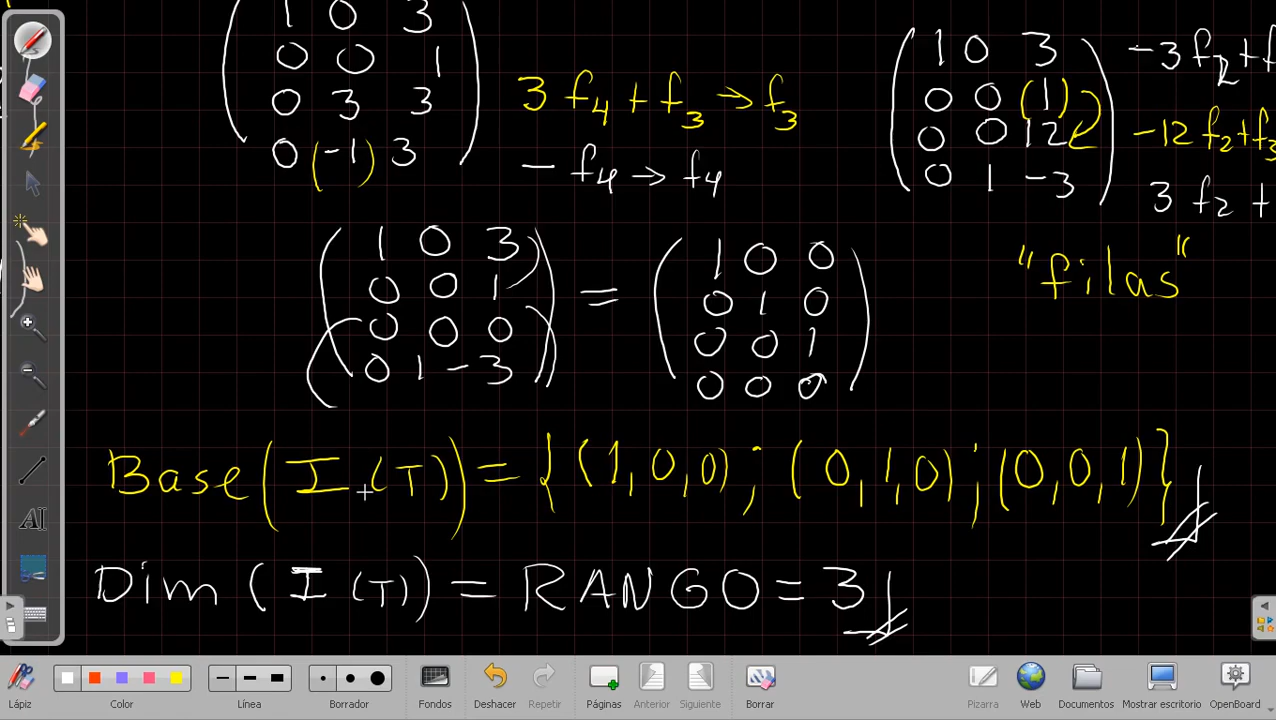 1 0 3
0 0 1
0 3 3
0 (-1) 3
3 f4 + f3 → f3
- f4 → f4
1 0 3
0 0 (1)
0 0 12
0 1 -3
-3 f2 + f
-12 f2 + f3
3 f2 +
"filas"
1 0 3
0 0 1
0 0 0
0 1 -3
=
1 0 0
0 1 0
0 0 1
0 0 0
Base(I(T)) = {(1,0,0); (0,1,0); (0,0,1)}
Dim (I(T)) = RANGO = 3
Lápiz
Color
Línea
Borrador
Fondos
Deshacer
Repetir
Páginas
Anterior
Siguiente
Borrar
Pizarra
Web
Documentos
Mostrar escritorio
OpenBoard